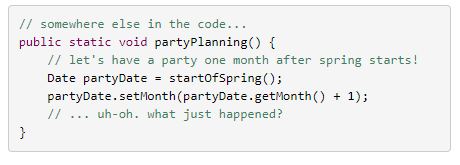 // somewhere else in the code...
public static void partyPlanning() {
    // let's have a party one month after spring starts!
    Date partyDate = startOfSpring();
    partyDate.setMonth(partyDate.getMonth() + 1);
    // ... uh-oh. what just happened?
}